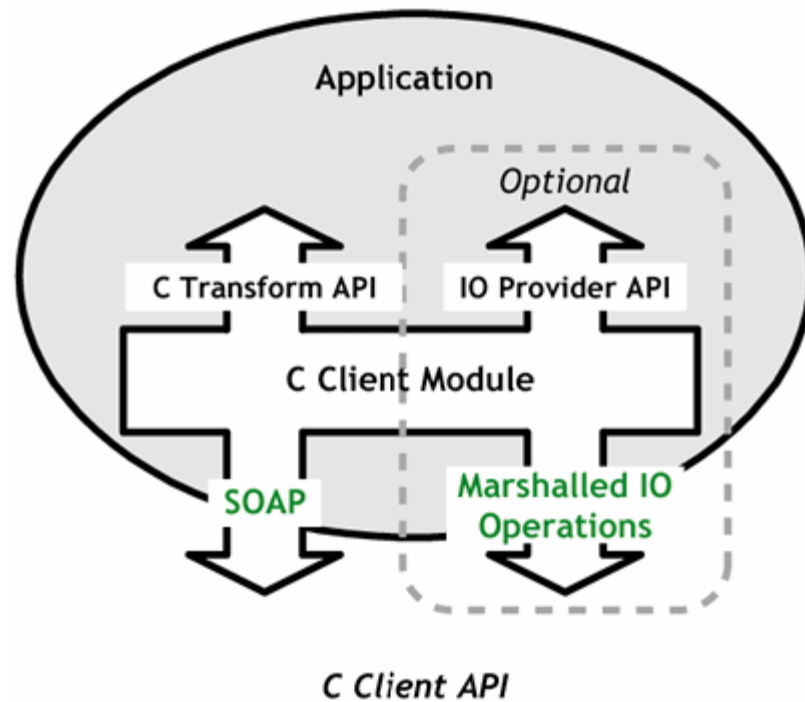 Application
Optional
C Transform API
IO Provider API
C Client Module
SOAP
Marshalled IO
Operations
C Client API